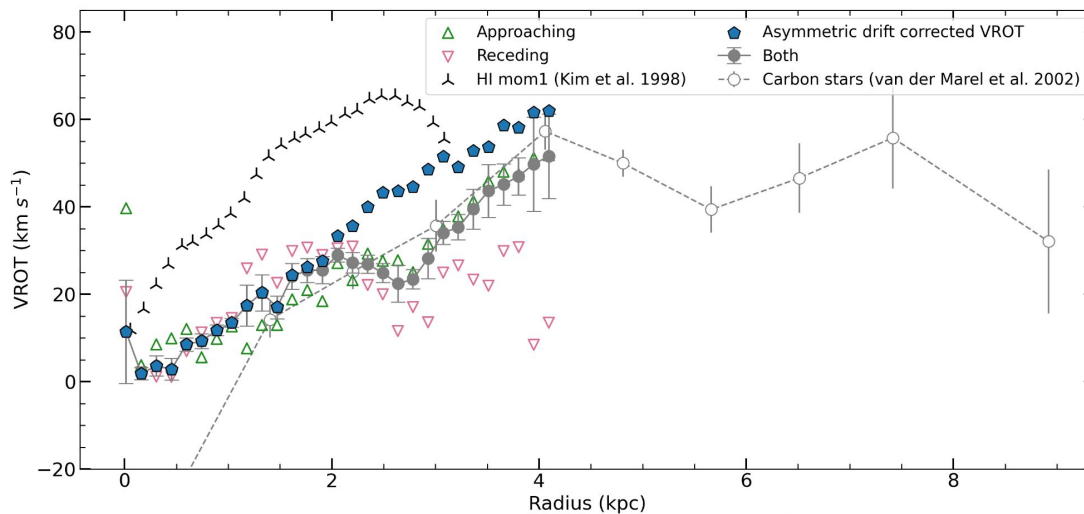 80
60
40
20
0
−20
VROT (km s⁻¹)
Approaching
Receding
HI mom1 (Kim et al. 1998)
Asymmetric drift corrected VROT
Both
Carbon stars (van der Marel et al. 2002)
0 2 4 6 8
Radius (kpc)